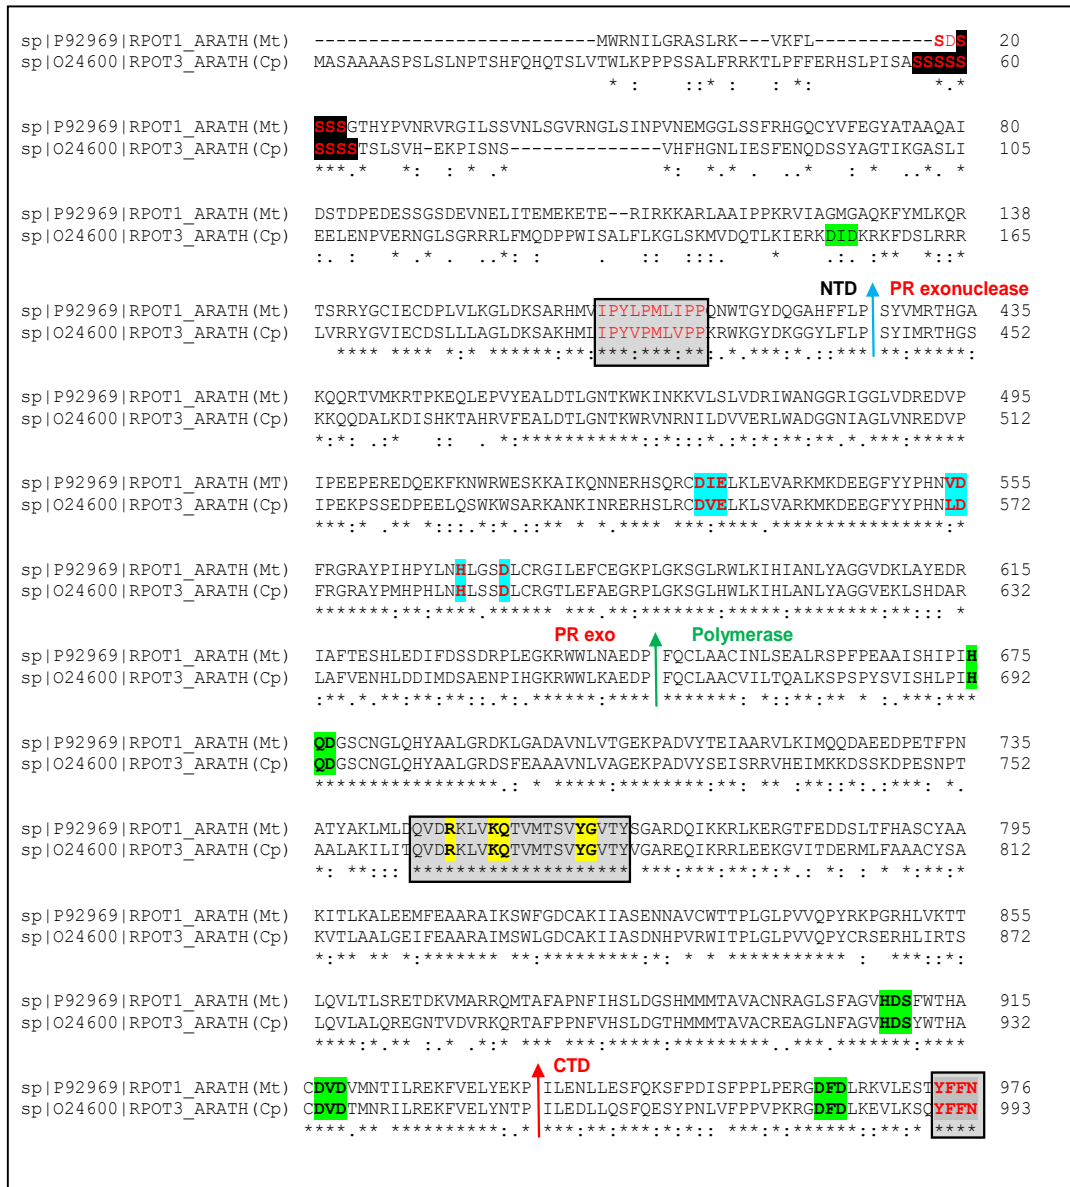 sp|P92969|RPOT1_ARATH(Mt) --------------------------MWRNILGRASLRK---VKFL-----------SDS 20
sp|O24600|RPOT3_ARATH(Cp) MASAAAASPSLSLNPTSHFQHQTSLVTWLKPPPSSALFRRKTLPFFERHSLPISASSSSS 60
* : ::* : . : *.*
sp|P92969|RPOT1_ARATH(Mt) SSSGTHYPVNRVRGILSSVNLSGVRNGLSINPVNEMGGLSSFRHGQCYVFEGYATAAQAI 80
sp|O24600|RPOT3_ARATH(Cp) SSSSTSLSVH-EKPISNS--------------VHFHGNLIESFENQDSSYAGTIKGASLI 105
***.* *: : * .* *: *.* . .* : * ..*. *
sp|P92969|RPOT1_ARATH(Mt) DSTDPEDESSGSDEVNELITEMEKETE--RIRKKARLAAIPPKRVIAGMGAQKFYMLKQR 138
sp|O24600|RPOT3_ARATH(Cp) EELENPVERNGLSGRRRLFMQDPPWISALFLKGLSKMVDQTLKIERKDIDKRKFDSLRRR 165
:. : * .* . ..*: : . :: :::. * .:. :** *::*
NTD PR exonuclease
sp|P92969|RPOT1_ARATH(Mt) TSRRYGCIECDPLVLKGLDKSARHMVIPYLPMLIPPQNWTGYDQGAHFFLP SYVMRTHGA 435
sp|O24600|RPOT3_ARATH(Cp) LVRRYGVIECDSLLLAGLDKSAKHMLIPYVPMLVPPKRWKGYDKGGYLFLP SYIMRTHGS 452
**** **** *:* ******:**:***:***:**:.*.***:*.::*** **:*****:
sp|P92969|RPOT1_ARATH(Mt) KQQRTVMKRTPKEQLEPVYEALDTLGNTKWKINKKVLSLVDRIWANGGRIGGLVDREDVP 495
sp|O24600|RPOT3_ARATH(Cp) KKQQDALKDISHKTAHRVFEALDTLGNTKWRVNRNILDVVERLWADGGNIAGLVNREDVP 512
*:*: .:* :: . *:***********::*:::*.:*:*:**:**.*.***:*****
sp|P92969|RPOT1_ARATH(MT) IPEEPEREDQEKFKNWRWESKKAIKQNNERHSQRCDIELKLEVARKMKDEEGFYYPHNVD 555
sp|O24600|RPOT3_ARATH(Cp) IPEKPSSEDPEELQSWKWSARKANKINRERHSLRCDVELKLSVARKMKDEEGFYYPHNLD 572
***:*. ** *:::.*:*.::** * *.**** ***:****.****************:*
sp|P92969|RPOT1_ARATH(Mt) FRGRAYPIHPYLNHLGSDLCRGILEFCEGKPLGKSGLRWLKIHIANLYAGGVDKLAYEDR 615
sp|O24600|RPOT3_ARATH(Cp) FRGRAYPMHPHLNHLSSDLCRGTLEFAEGRPLGKSGLHWLKIHLANLYAGGVEKLSHDAR 632
*******:**:****.****** ***.**:*******:*****:********:**::: *
PR exo Polymerase
sp|P92969|RPOT1_ARATH(Mt) IAFTESHLEDIFDSSDRPLEGKRWWLNAEDP FQCLAACINLSEALRSPFPEAAISHIPIH 675
sp|O24600|RPOT3_ARATH(Cp) LAFVENHLDDIMDSAENPIHGKRWWLKAEDP FQCLAACVILTQALKSPSPYSVISHLPIH 692
:**.*.**:**:**::.*:.******:**** *******: *::**:** * :.***:***
sp|P92969|RPOT1_ARATH(Mt) QDGSCNGLQHYAALGRDKLGADAVNLVTGEKPADVYTEIAARVLKIMQQDAEEDPETFPN 735
sp|O24600|RPOT3_ARATH(Cp) QDGSCNGLQHYAALGRDSFEAAAVNLVAGEKPADVYSEISRRVHEIMKKDSSKDPESNPT 752
*****************.: * *****:********:**: ** :**::*:.:***: *.
sp|P92969|RPOT1_ARATH(Mt) ATYAKLMLDQVDRKLVKQTVMTSVYGVTYSGARDQIKKRLKERGTFEDDSLTFHASCYAA 795
sp|O24600|RPOT3_ARATH(Cp) AALAKILITQVDRKLVKQTVMTSVYGVTYVGAREQIKRRLEEKGVITDERMLFAAACYSA 812
*: **::: ******************** ***:***:**:*:*.: *: : * *:**:*
sp|P92969|RPOT1_ARATH(Mt) KITLKALEEMFEAARAIKSWFGDCAKIIASENNAVCWTTPLGLPVVQPYRKPGRHLVKTT 855
sp|O24600|RPOT3_ARATH(Cp) KVTLAALGEIFEAARAIMSWLGDCAKIIASDNHPVRWITPLGLPVVQPYCRSERHLIRTS 872
*:** ** *:******* **:*********:*:.* * *********** : ***::*:
sp|P92969|RPOT1_ARATH(Mt) LQVLTLSRETDKVMARRQMTAFAPNFIHSLDGSHMMMTAVACNRAGLSFAGVHDSFWTHA 915
sp|O24600|RPOT3_ARATH(Cp) LQVLALQREGNTVDVRKQRTAFPPNFVHSLDGTHMMMTAVACREAGLNFAGVHDSYWTHA 932
****:*.** :.* .*:* ***.***:*****:*********..***.*******:****
CTD
sp|P92969|RPOT1_ARATH(Mt) CDVDVMNTILREKFVELYEKP ILENLLESFQKSFPDISFPPLPERGDFDLRKVLESTYFFN 976
sp|O24600|RPOT3_ARATH(Cp) CDVDTMNRILREKFVELYNTP ILEDLLQSFQESYPNLVFPPVPKRGDFDLKEVLKSQYFFN 993
****.** **********:.* ***:**:***:*:*:: ***:*:******::**:* ****